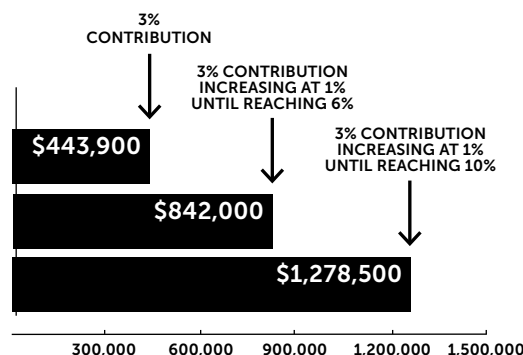 3%
CONTRIBUTION
3% CONTRIBUTION
INCREASING AT 1%
UNTIL REACHING 6%
3% CONTRIBUTION
INCREASING AT 1%
UNTIL REACHING 10%
$443,900
$842,000
$1,278,500
300,000 600,000 900,000 1,200,000 1,500,000